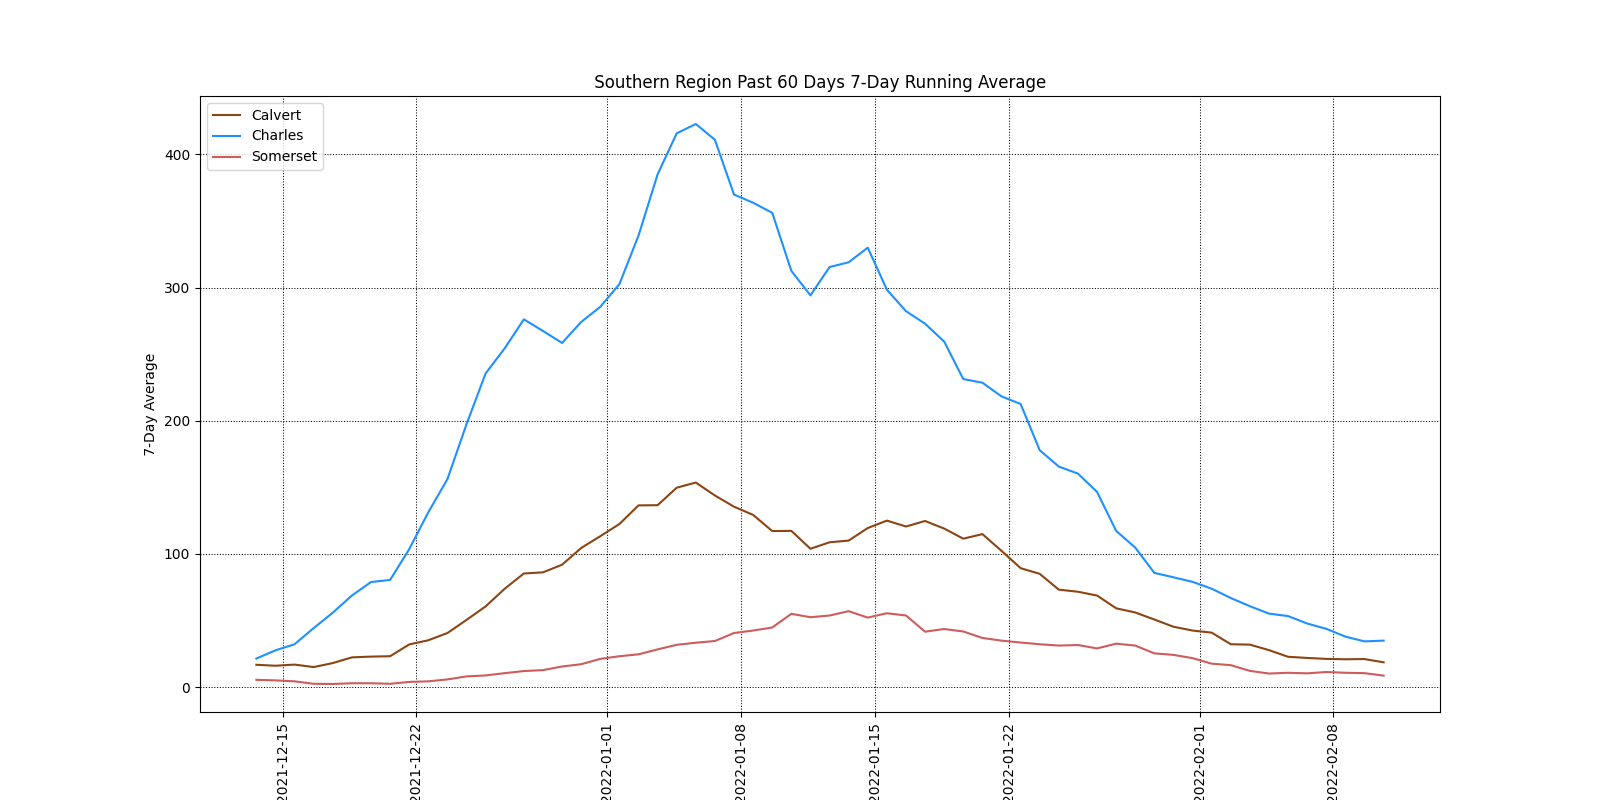 Southern Region Past 60 Days 7-Day Running Average
Calvert
Charles
Somerset
7-Day Average
400
300
200
100
0
2021-12-15
2021-12-22
2022-01-01
2022-01-08
2022-01-15
2022-01-22
2022-02-01
2022-02-08